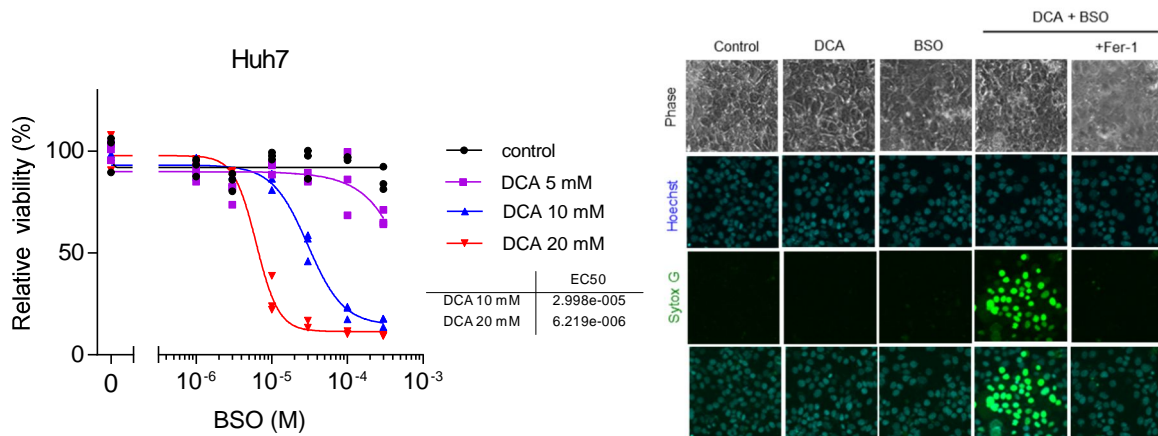 Huh7
Relative viability (%)
100
50
0
0
10-6
10-5
10-4
10-3
BSO (M)
control
DCA 5 mM
DCA 10 mM
DCA 20 mM
EC50
DCA 10 mM 2.998e-005
DCA 20 mM 6.219e-006
DCA + BSO
Control DCA BSO +Fer-1
Phase
Hoechst
Sytox G